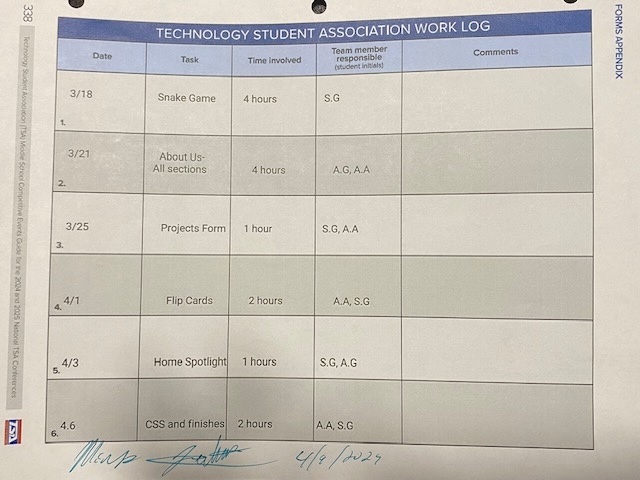 TECHNOLOGY STUDENT ASSOCIATION WORK LOG
Date Task Time involved Team member responsible (student initials) Comments
1. 3/18 Snake Game 4 hours S.G
2. 3/21 About Us- All sections 4 hours A.G, A.A
3. 3/25 Projects Form 1 hour S.G, A.A
4. 4/1 Flip Cards 2 hours A.A, S.G
5. 4/3 Home Spotlight 1 hours S.G, A.G
6. 4.6 CSS and finishes 2 hours A.A, S.G
4/9/2024
338 Technology Student Association (TSA) Middle School Competitive Events Guide for the 2024 and 2025 National TSA Conferences
TSA
FORMS APPENDIX